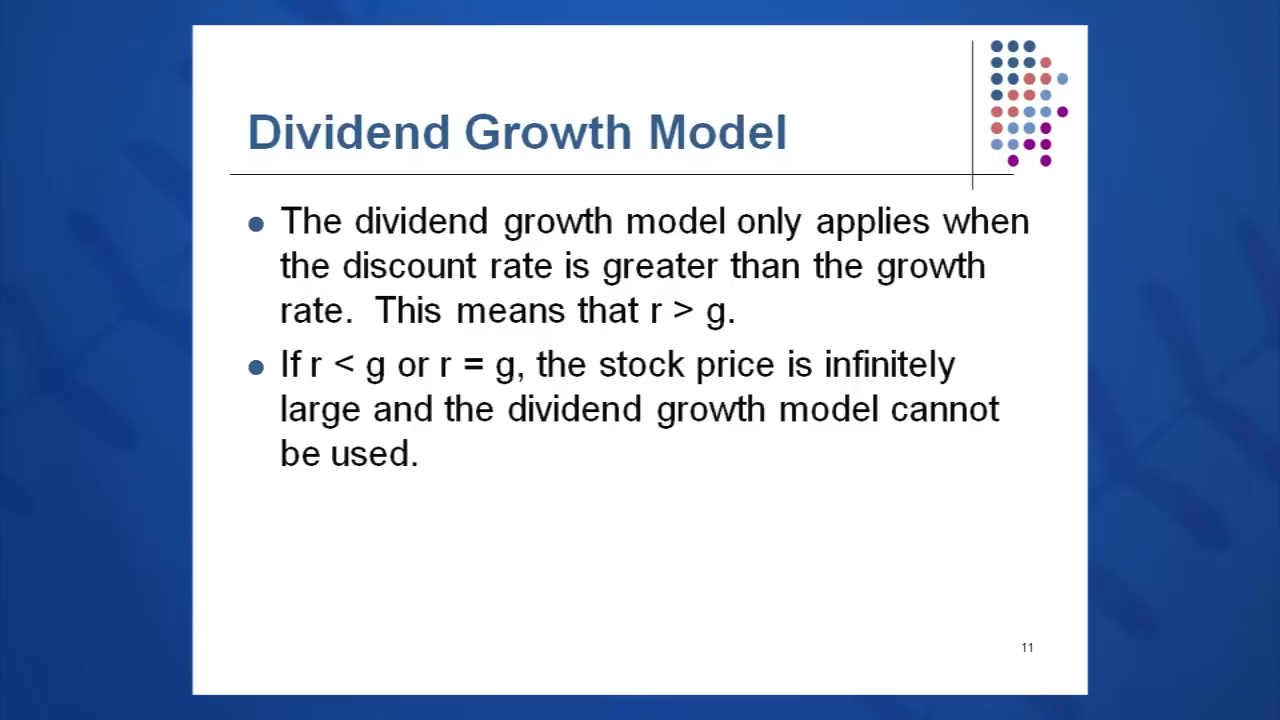 Dividend Growth Model
The dividend growth model only applies when
the discount rate is greater than the growth
rate.  This means that r > g.
If r < g or r = g, the stock price is infinitely
large and the dividend growth model cannot
be used.
11